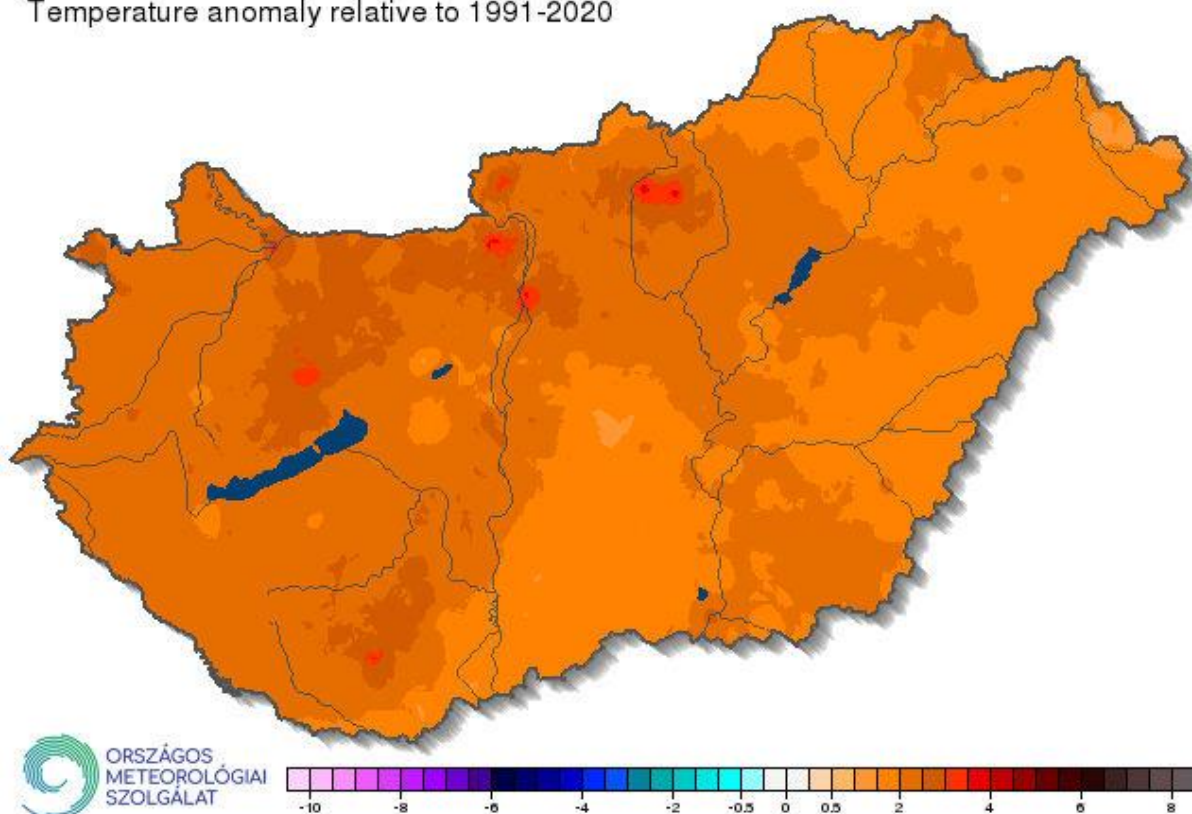 Temperature anomaly relative to 1991-2020
ORSZÁGOS
METEOROLÓGIAI
SZOLGÁLAT
-10 -8 -6 -4 -2 -0.5 0 0.5 2 4 6 8